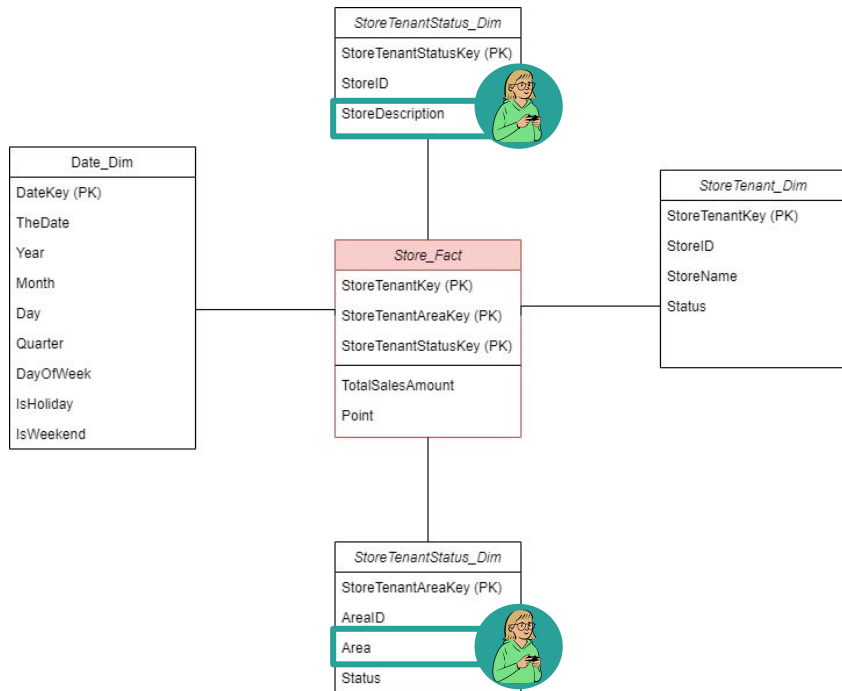 StoreTenantStatus_Dim
StoreTenantStatusKey (PK)
StoreID
StoreDescription
Date_Dim
DateKey (PK)
TheDate
Year
Month
Day
Quarter
DayOfWeek
IsHoliday
IsWeekend
Store_Fact
StoreTenantKey (PK)
StoreTenantAreaKey (PK)
StoreTenantStatusKey (PK)
TotalSalesAmount
Point
StoreTenant_Dim
StoreTenantKey (PK)
StoreID
StoreName
Status
StoreTenantStatus_Dim
StoreTenantAreaKey (PK)
AreaID
Area
Status